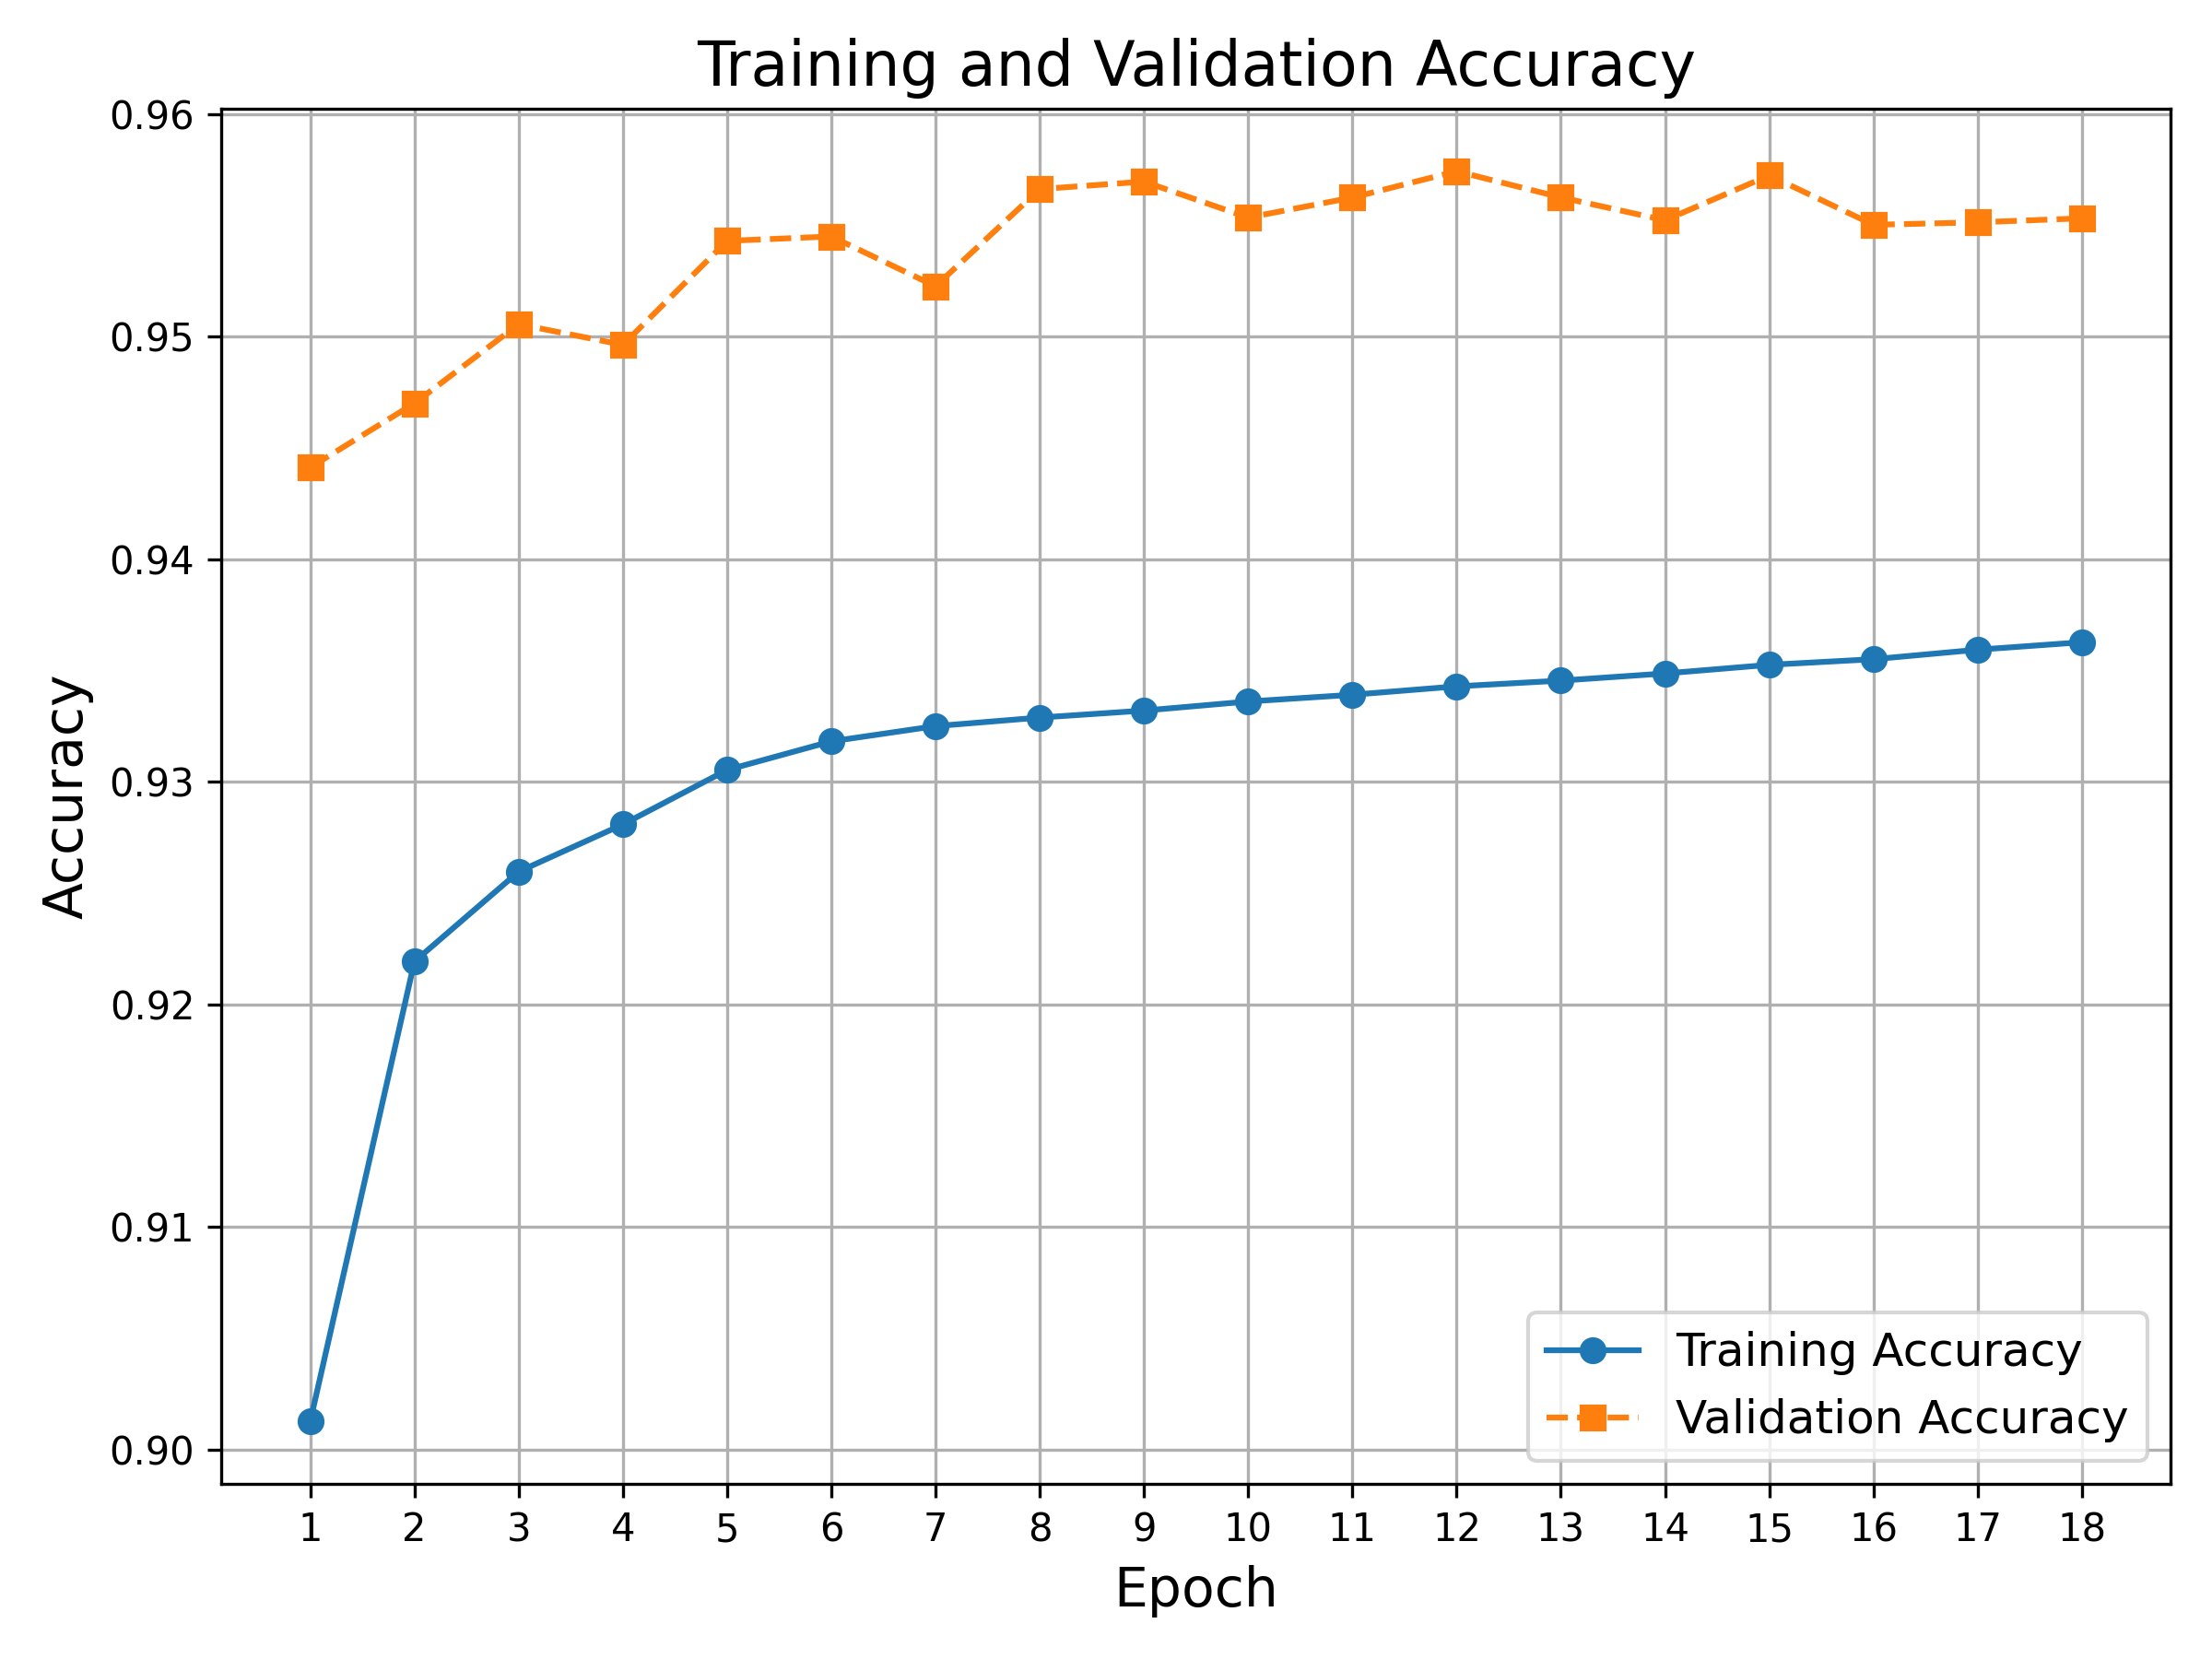 Training and Validation Accuracy
0.96
0.95
0.94
0.93
0.92
0.91
0.90
Accuracy
Training Accuracy
Validation Accuracy
1 2 3 4 5 6 7 8 9 10 11 12 13 14 15 16 17 18
Epoch